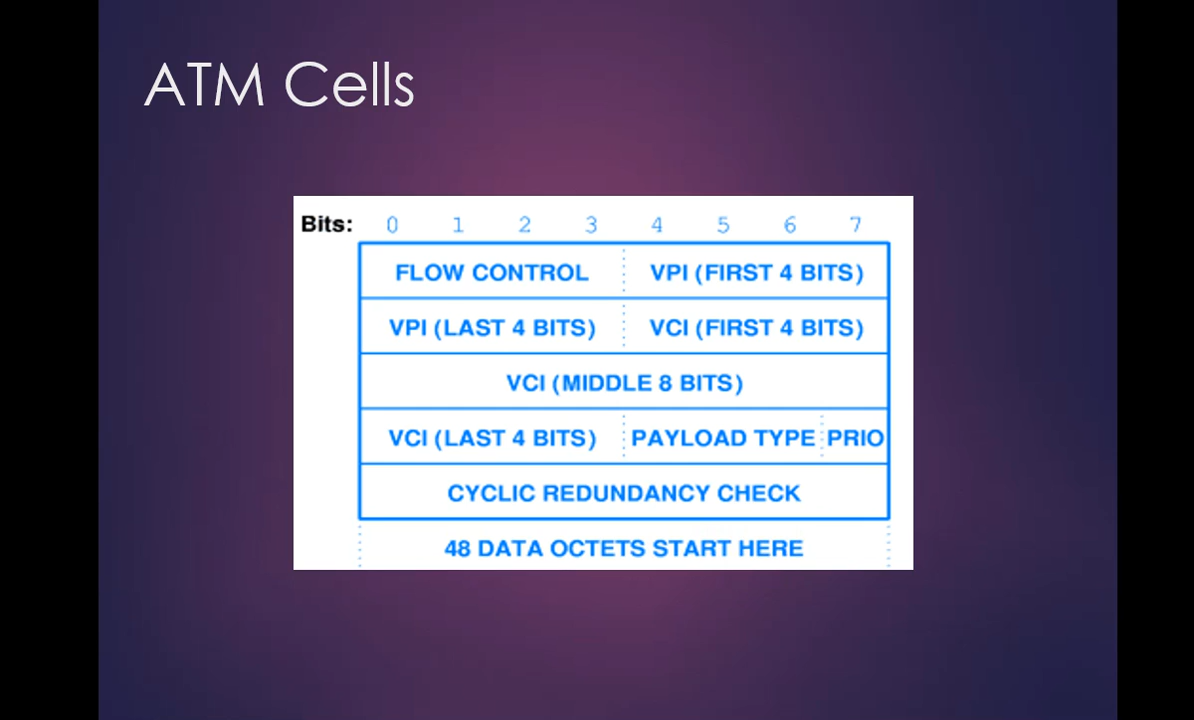 ATM Cells
Bits: 0 1 2 3 4 5 6 7
FLOW CONTROL VPI (FIRST 4 BITS)
VPI (LAST 4 BITS) VCI (FIRST 4 BITS)
VCI (MIDDLE 8 BITS)
VCI (LAST 4 BITS) PAYLOAD TYPE PRIO
CYCLIC REDUNDANCY CHECK
48 DATA OCTETS START HERE